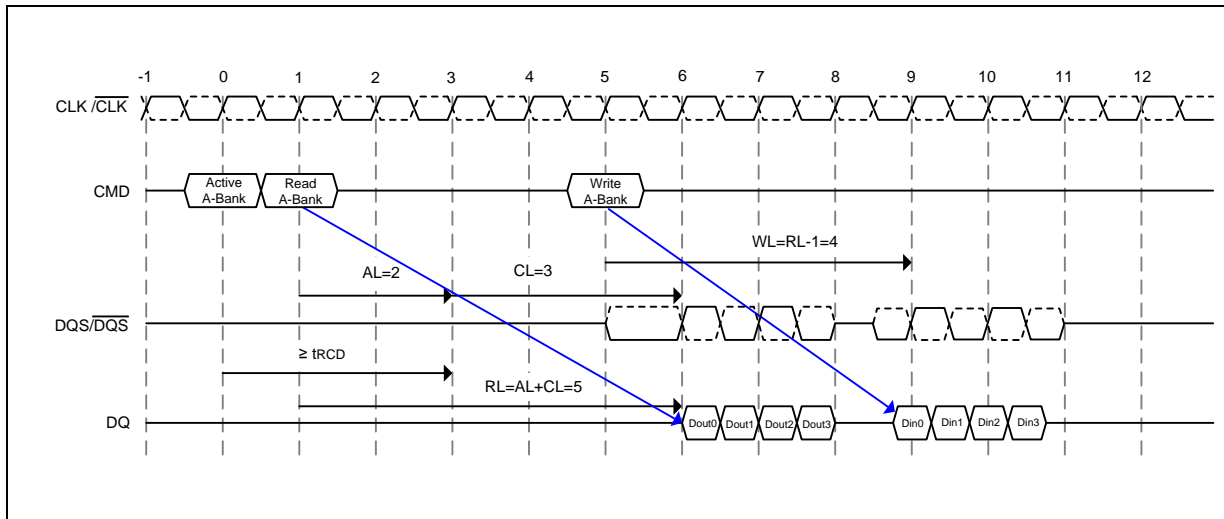 -1 0 1 2 3 4 5 6 7 8 9 10 11 12
CLK /C̅L̅K̅
CMD
Active
A-Bank
Read
A-Bank
Write
A-Bank
WL=RL-1=4
AL=2
CL=3
DQS/D̅Q̅S̅
≥ tRCD
RL=AL+CL=5
DQ
Dout0 Dout1 Dout2 Dout3 Din0 Din1 Din2 Din3